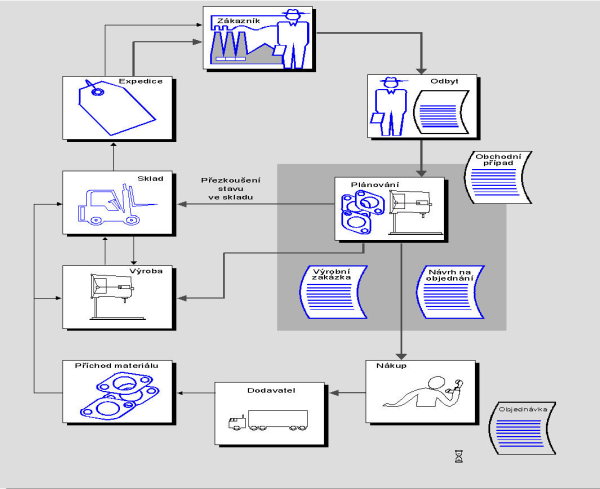 Zákazník
Expedice
Odbyt
Obchodní
případ
Sklad
Přezkoušení
stavu
ve skladu
Plánování
Výroba
Výrobní
zakázka
Návrh na
objednání
Příchod materiálu
Dodavatel
Nákup
Objednávka